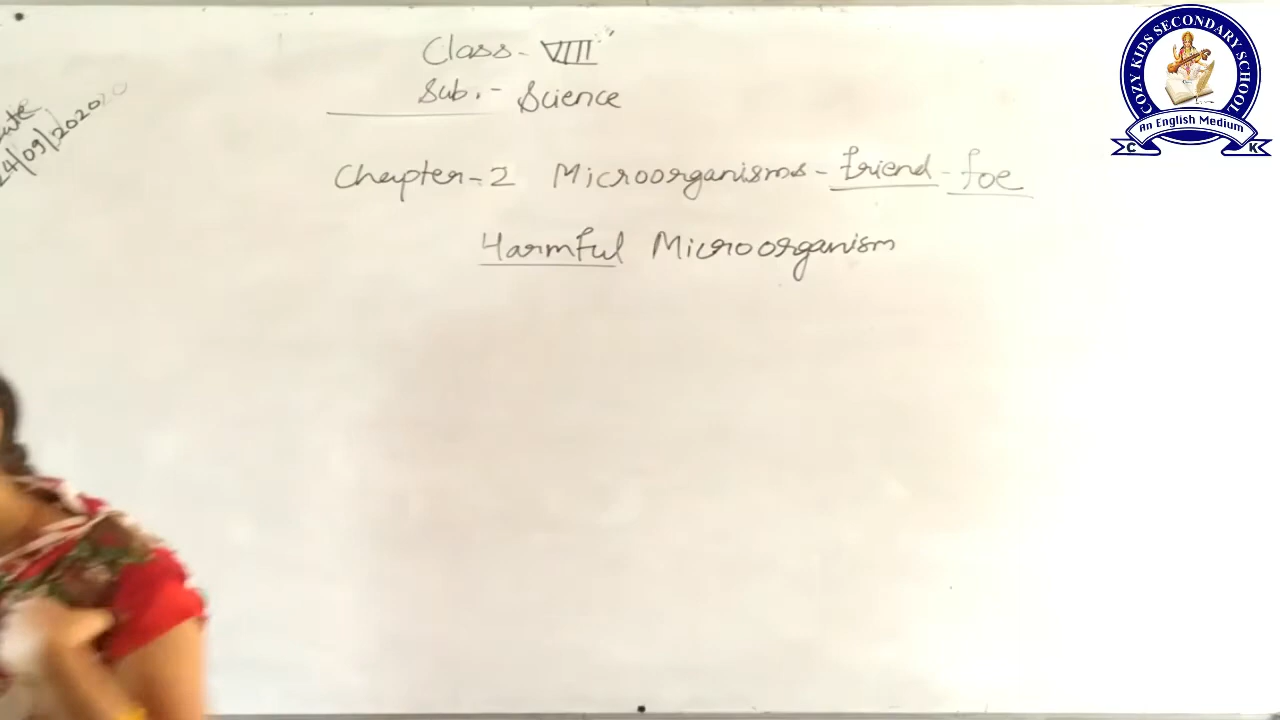 Class - VIII
Sub. - Science
24/09/2020
Chapter - 2 Microorganisms - friend - foe
Harmful Microorganism
COZY KIDS SECONDARY SCHOOL
An English Medium
C K